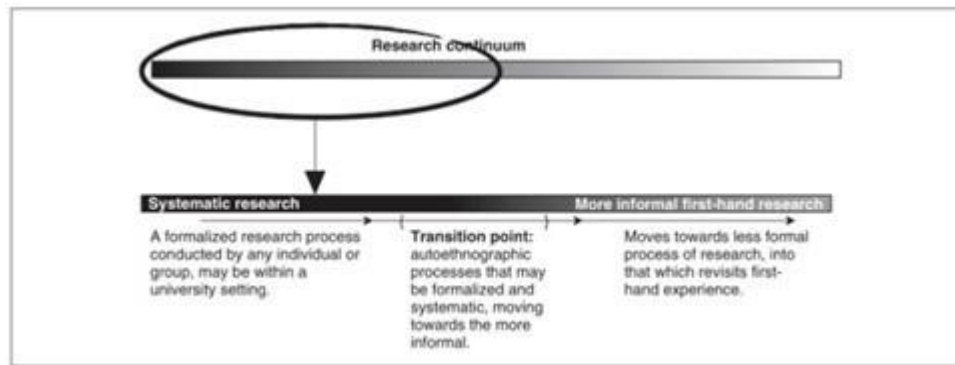 Research continuum
Systematic research
More informal first-hand research
A formalized research process
conducted by any individual or
group, may be within a
university setting.
Transition point:
autoethnographic
processes that may
be formalized and
systematic, moving
towards the more
informal.
Moves towards less formal
process of research, into
that which revisits first-
hand experience.